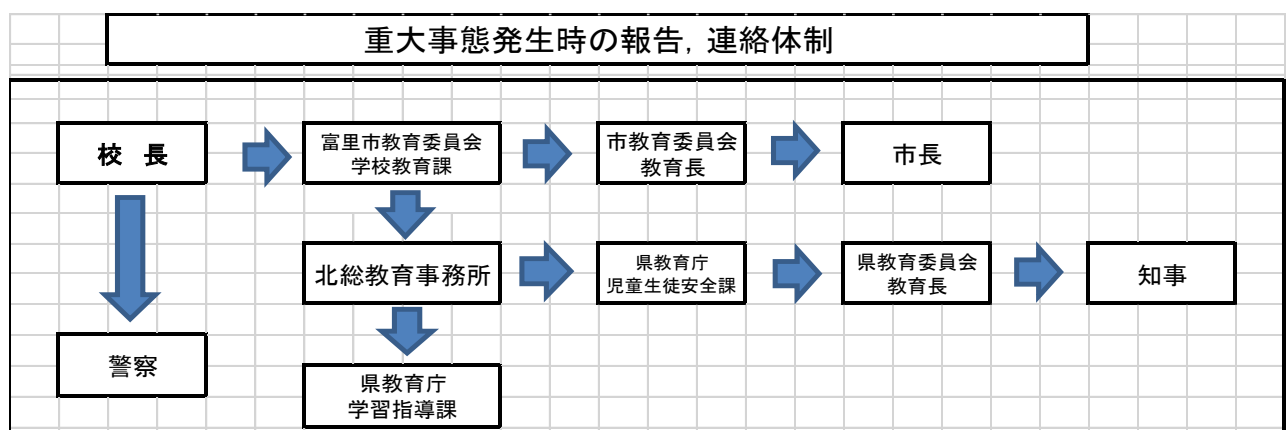 重大事態発生時の報告，連絡体制
校　長
富里市教育委員会
学校教育課
市教育委員会
教育長
市長
北総教育事務所
県教育庁
児童生徒安全課
県教育委員会
教育長
知事
警察
県教育庁
学習指導課